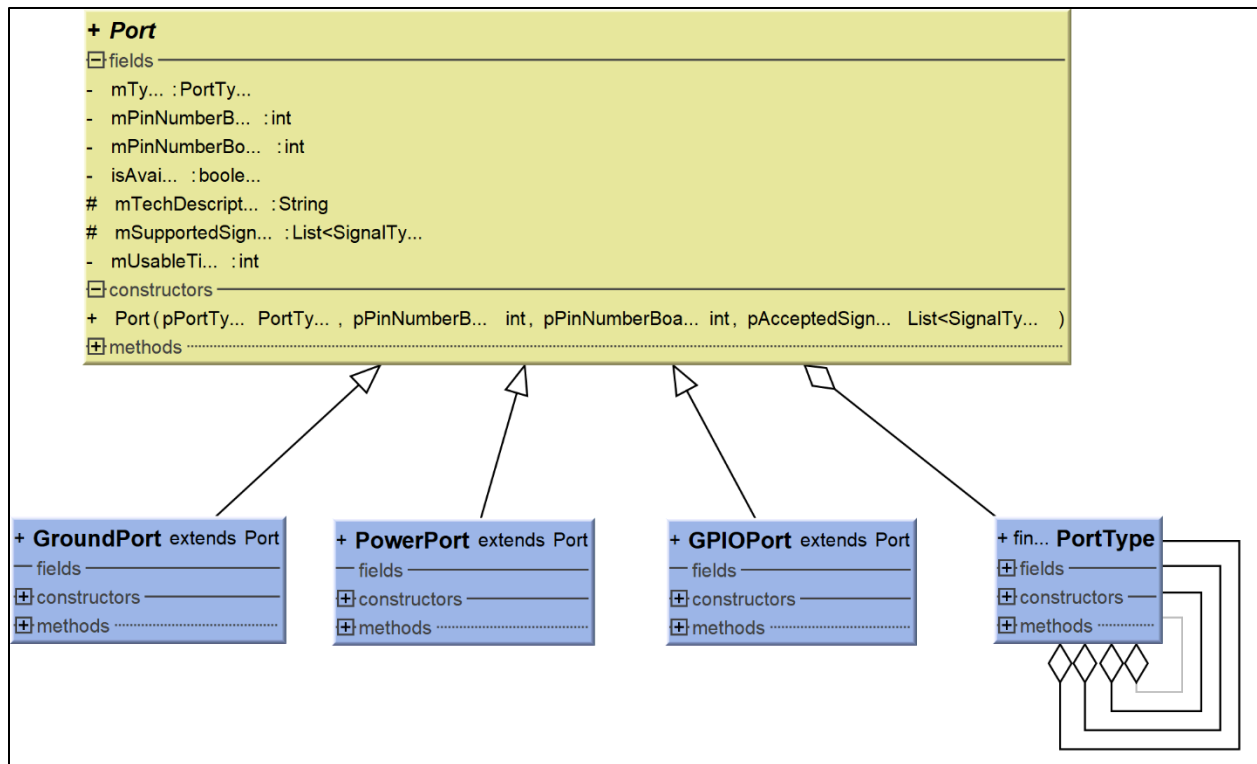 + Port
fields
- mTy... :PortTy...
- mPinNumberB... :int
- mPinNumberBo... :int
- isAvai... :boole...
# mTechDescript... :String
# mSupportedSign... :List<SignalTy...
- mUsableTi... :int
constructors
+ Port(pPortTy... PortTy... , pPinNumberB... int, pPinNumberBoa... int, pAcceptedSign... List<SignalTy... )
methods
+ GroundPort extends Port
fields
constructors
methods
+ PowerPort extends Port
fields
constructors
methods
+ GPIOPort extends Port
fields
constructors
methods
+ fin... PortType
fields
constructors
methods